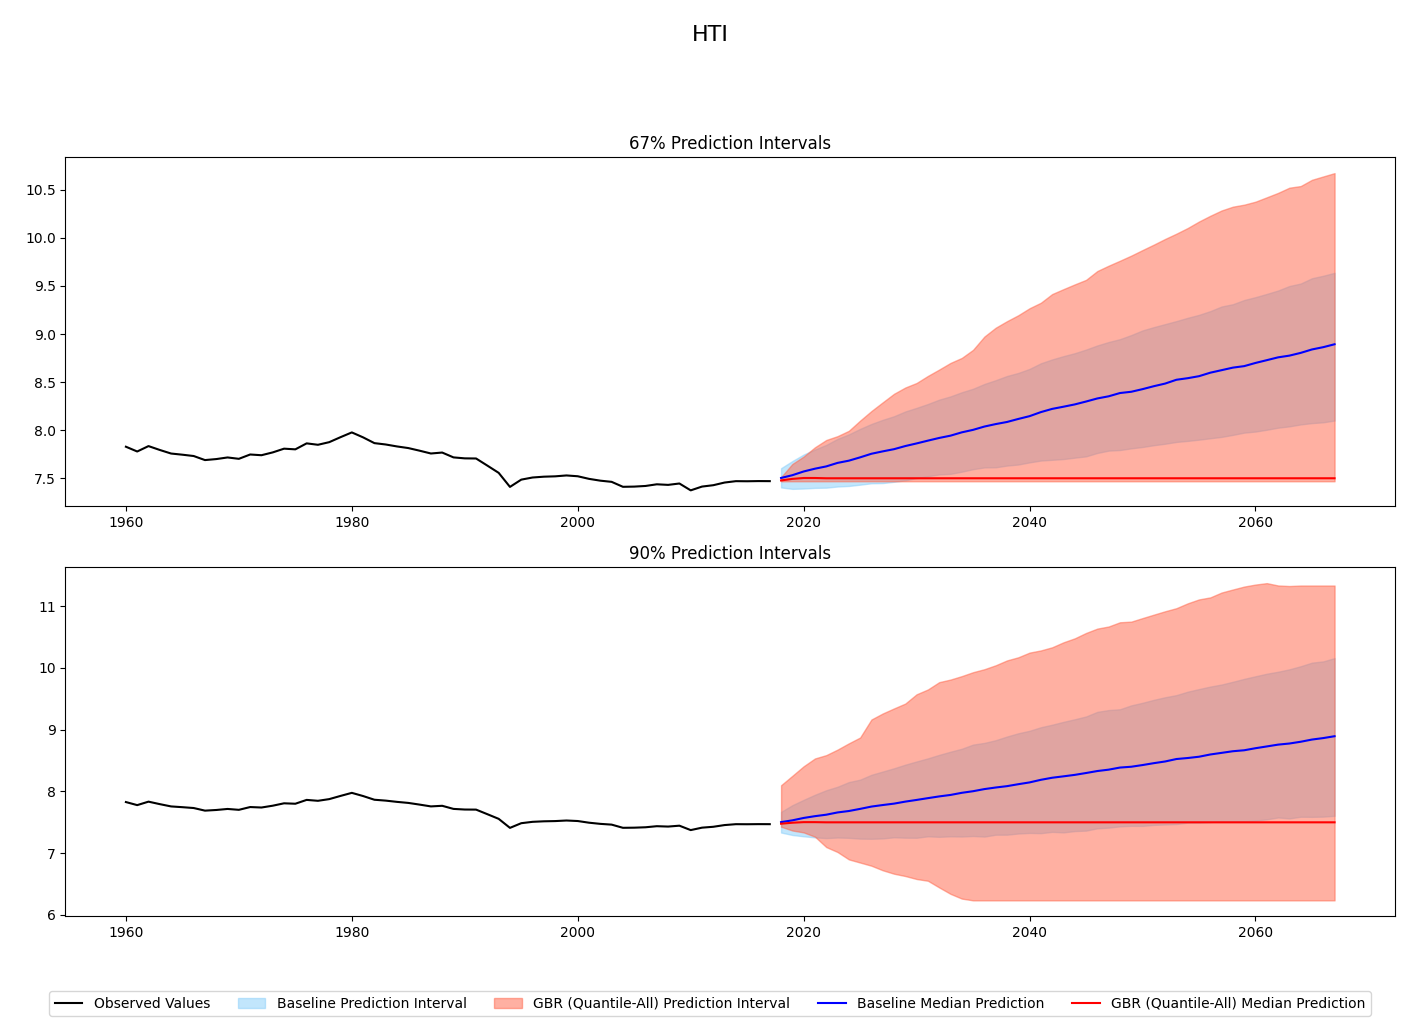 HTI
67% Prediction Intervals
10.5
10.0
9.5
9.0
8.5
8.0
7.5
1960 1980 2000 2020 2040 2060
90% Prediction Intervals
11
10
9
8
7
6
1960 1980 2000 2020 2040 2060
Observed Values Baseline Prediction Interval GBR (Quantile-All) Prediction Interval Baseline Median Prediction GBR (Quantile-All) Median Prediction